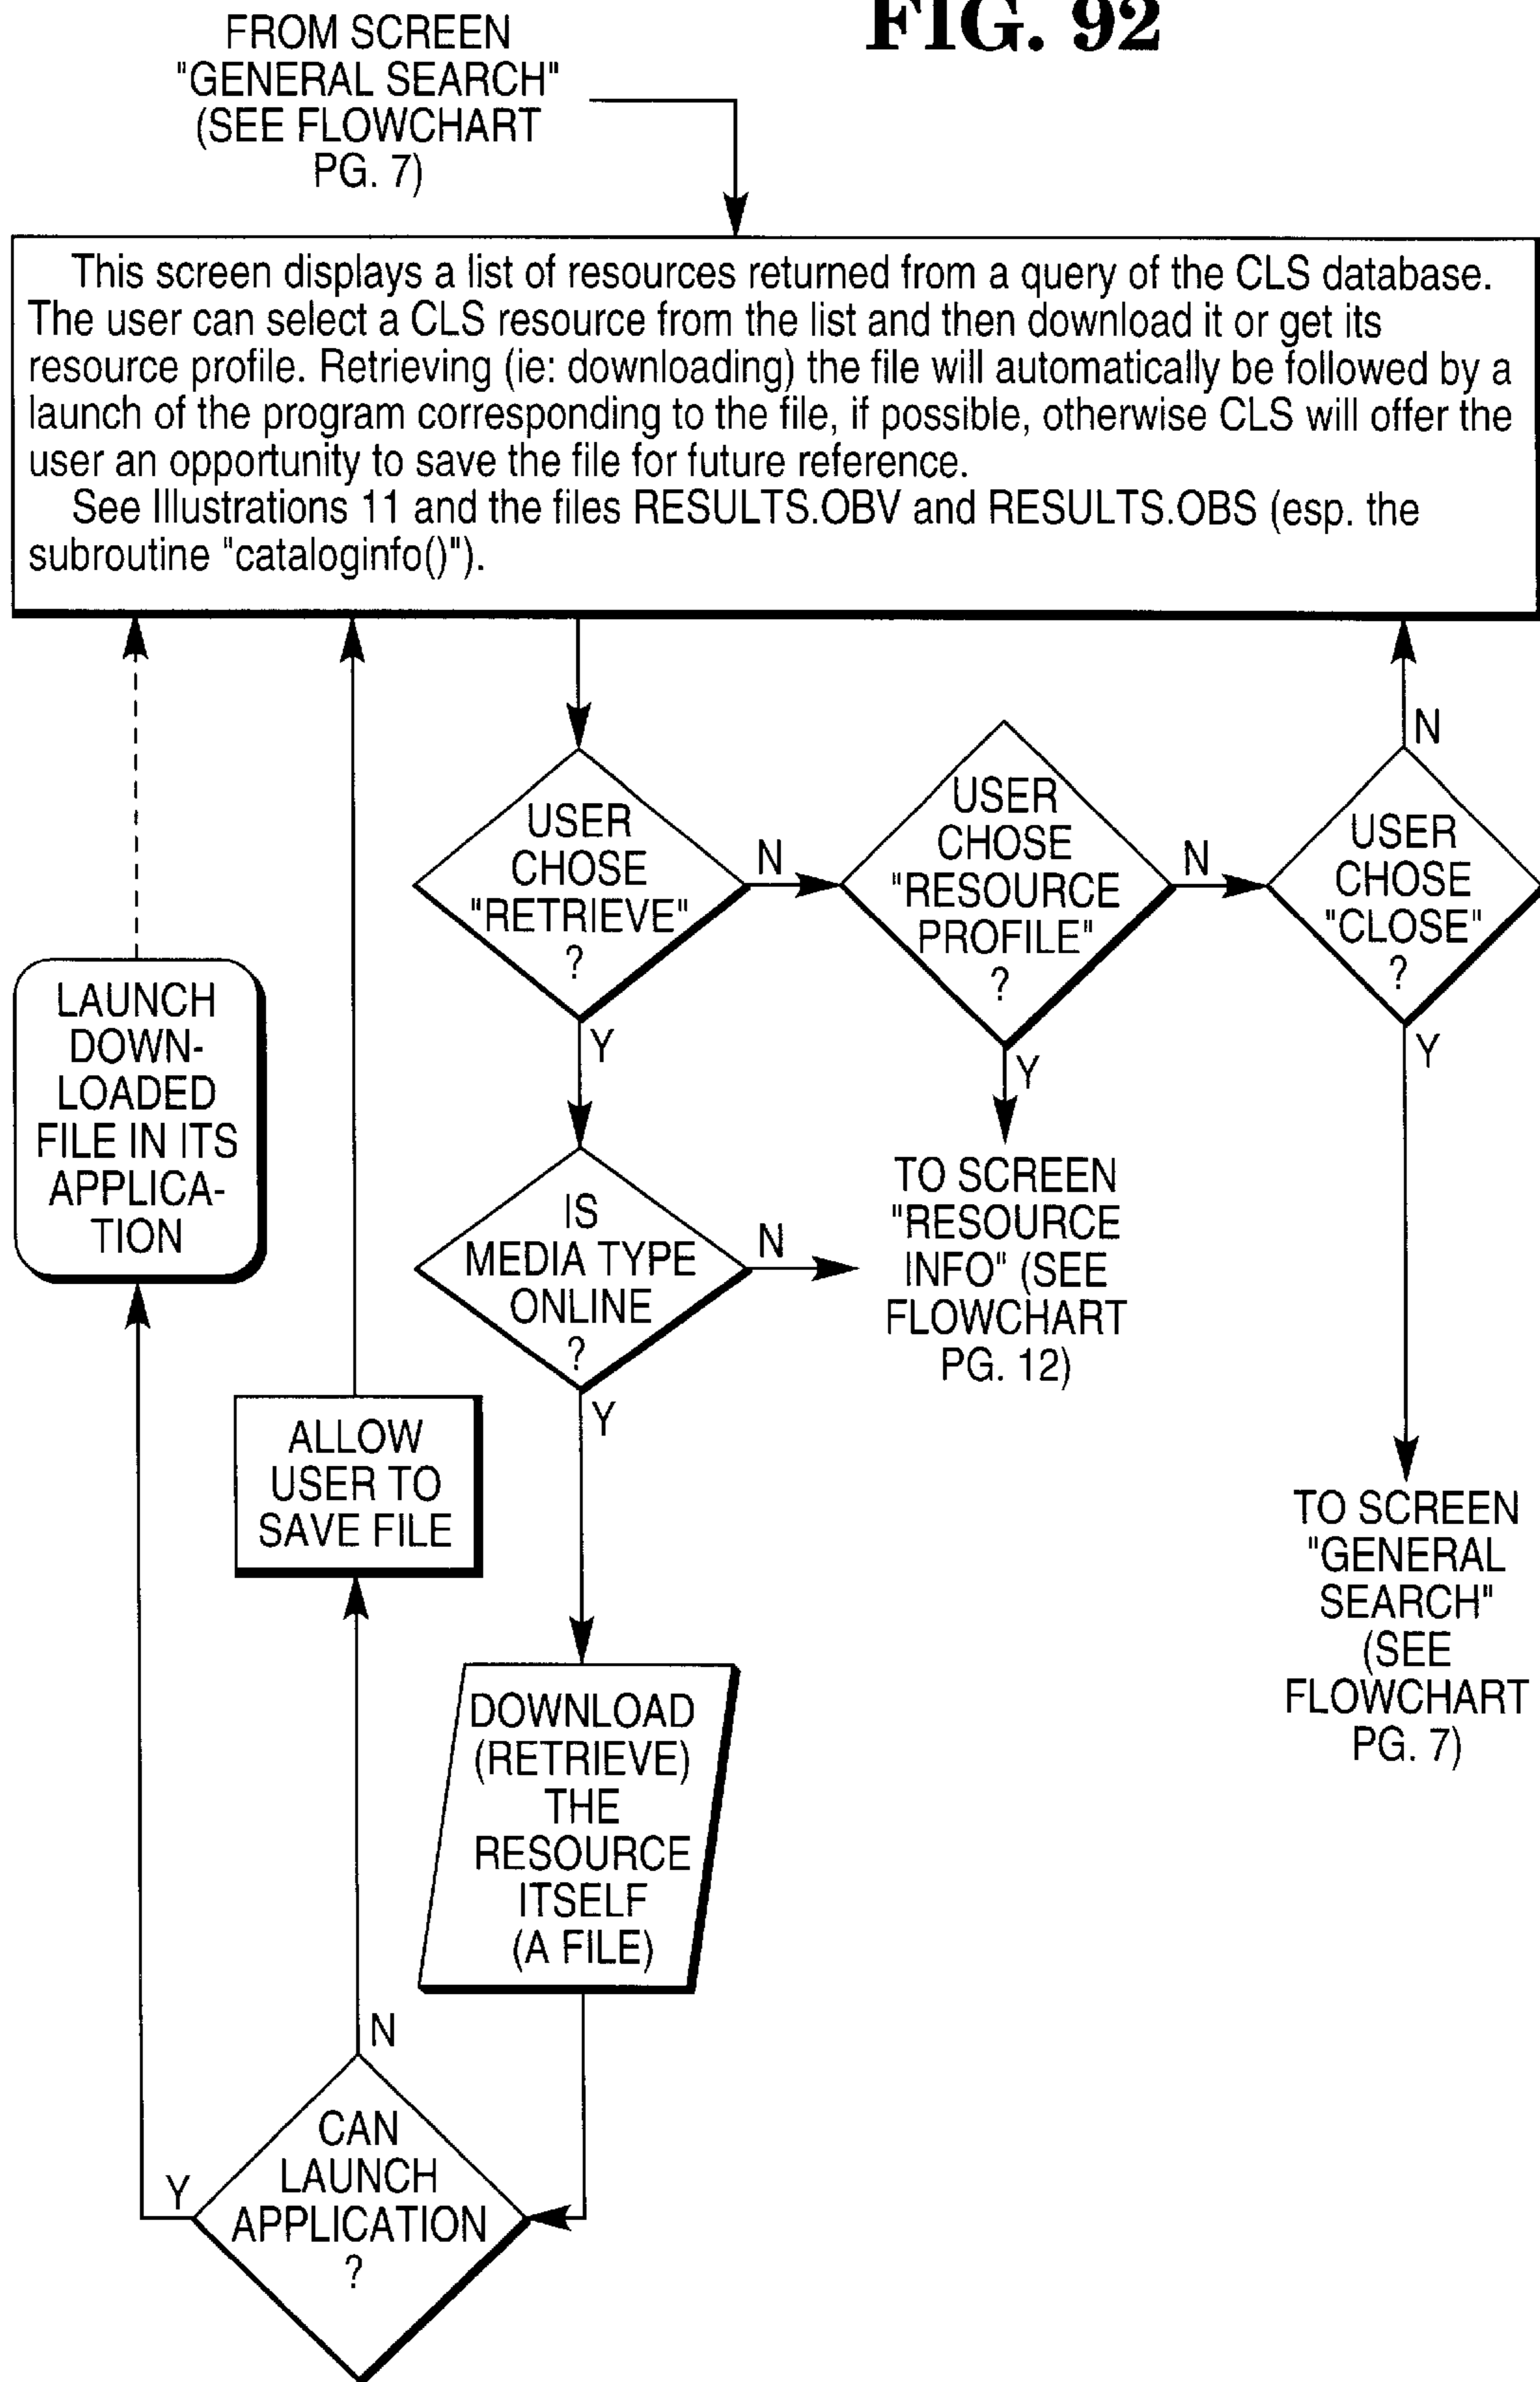 FIG. 92
FROM SCREEN
"GENERAL SEARCH"
(SEE FLOWCHART
PG. 7)
This screen displays a list of resources returned from a query of the CLS database.
The user can select a CLS resource from the list and then download it or get its
resource profile. Retrieving (ie: downloading) the file will automatically be followed by a
launch of the program corresponding to the file, if possible, otherwise CLS will offer the
user an opportunity to save the file for future reference.
See Illustrations 11 and the files RESULTS.OBV and RESULTS.OBS (esp. the
subroutine "cataloginfo()").
USER
CHOSE
"RETRIEVE"
?
N
Y
USER
CHOSE
"RESOURCE
PROFILE"
?
N
Y
USER
CHOSE
"CLOSE"
?
N
Y
LAUNCH
DOWN-
LOADED
FILE IN ITS
APPLICA-
TION
IS
MEDIA TYPE
ONLINE
?
N
Y
TO SCREEN
"RESOURCE
INFO" (SEE
FLOWCHART
PG. 12)
ALLOW
USER TO
SAVE FILE
TO SCREEN
"GENERAL
SEARCH"
(SEE
FLOWCHART
PG. 7)
DOWNLOAD
(RETRIEVE)
THE
RESOURCE
ITSELF
(A FILE)
N
Y
CAN
LAUNCH
APPLICATION
?